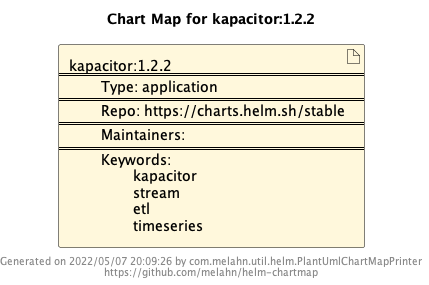 Chart Map for kapacitor:1.2.2
kapacitor:1.2.2
Type: application
Repo: https://charts.helm.sh/stable
Maintainers:
Keywords:
kapacitor
stream
etl
timeseries
Generated on 2022/05/07 20:09:26 by com.melahn.util.helm.PlantUmlChartMapPrinter
https://github.com/melahn/helm-chartmap